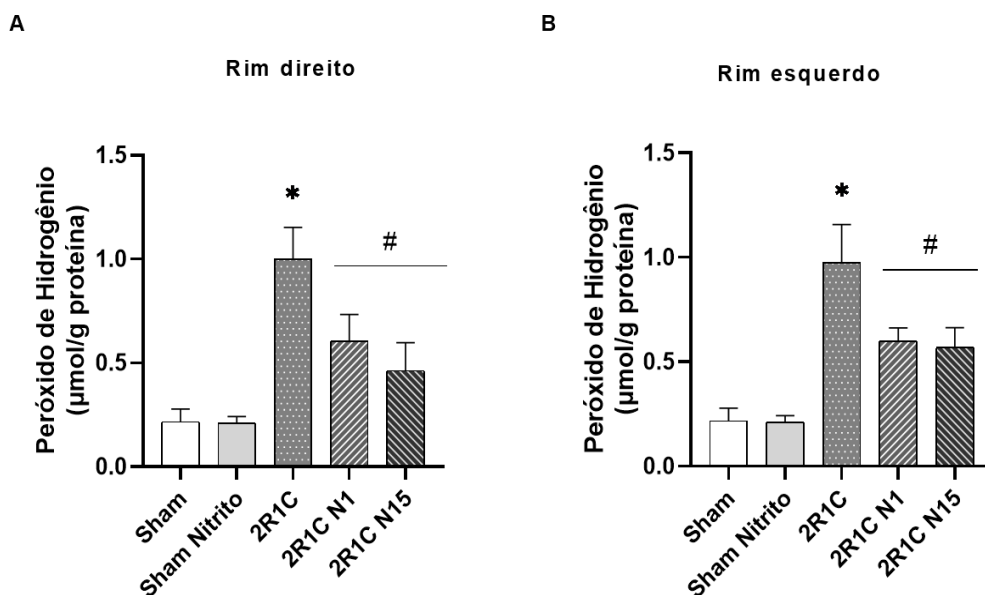 A
Rim direito
Peróxido de Hidrogênio
(µmol/g proteína)
1.5
1.0
0.5
0.0
*
#
Sham
Sham Nitrito
2R1C
2R1C N1
2R1C N15
B
Rim esquerdo
Peróxido de Hidrogênio
(µmol/g proteína)
1.5
1.0
0.5
0.0
*
#
Sham
Sham Nitrito
2R1C
2R1C N1
2R1C N15